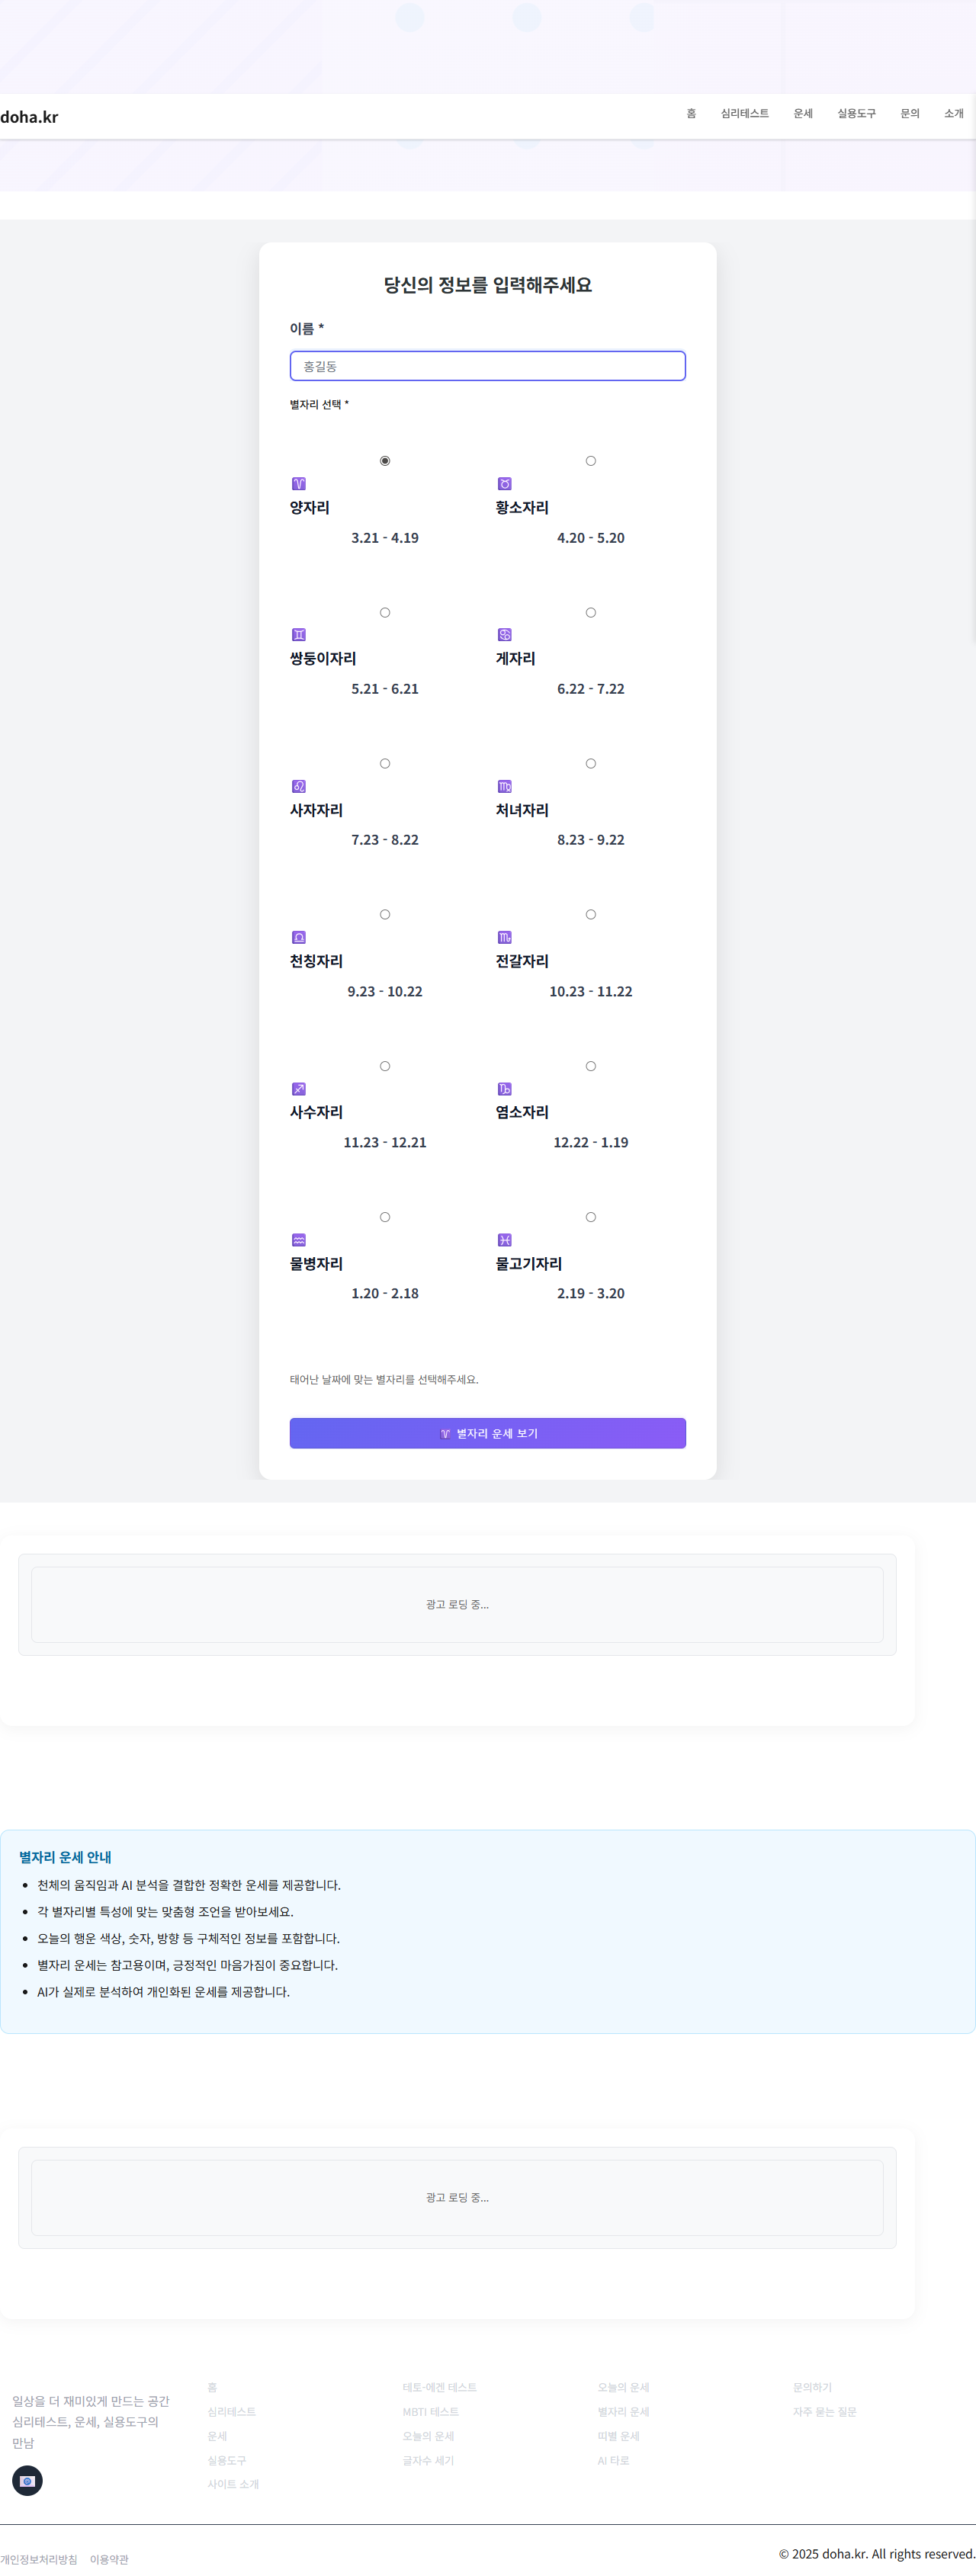 doha.kr
홈 심리테스트 운세 실용도구 문의 소개
당신의 정보를 입력해주세요
이름 *
홍길동
별자리 선택 *
♈ ♉
양자리 황소자리
3.21 - 4.19 4.20 - 5.20
♊ ♋
쌍둥이자리 게자리
5.21 - 6.21 6.22 - 7.22
♌ ♍
사자자리 처녀자리
7.23 - 8.22 8.23 - 9.22
♎ ♏
천칭자리 전갈자리
9.23 - 10.22 10.23 - 11.22
♐ ♑
사수자리 염소자리
11.23 - 12.21 12.22 - 1.19
♒ ♓
물병자리 물고기자리
1.20 - 2.18 2.19 - 3.20
태어난 날짜에 맞는 별자리를 선택해주세요.
♈ 별자리 운세 보기
광고 로딩 중...
별자리 운세 안내
• 천체의 움직임과 AI 분석을 결합한 정확한 운세를 제공합니다.
• 각 별자리별 특성에 맞는 맞춤형 조언을 받아보세요.
• 오늘의 행운 색상, 숫자, 방향 등 구체적인 정보를 포함합니다.
• 별자리 운세는 참고용이며, 긍정적인 마음가짐이 중요합니다.
• AI가 실제로 분석하여 개인화된 운세를 제공합니다.
광고 로딩 중...
일상을 더 재미있게 만드는 공간
심리테스트, 운세, 실용도구의
만남
홈
심리테스트
운세
실용도구
사이트 소개
테토-에겐 테스트
MBTI 테스트
오늘의 운세
글자수 세기
오늘의 운세
별자리 운세
띠별 운세
AI 타로
문의하기
자주 묻는 질문
개인정보처리방침 이용약관
© 2025 doha.kr. All rights reserved.